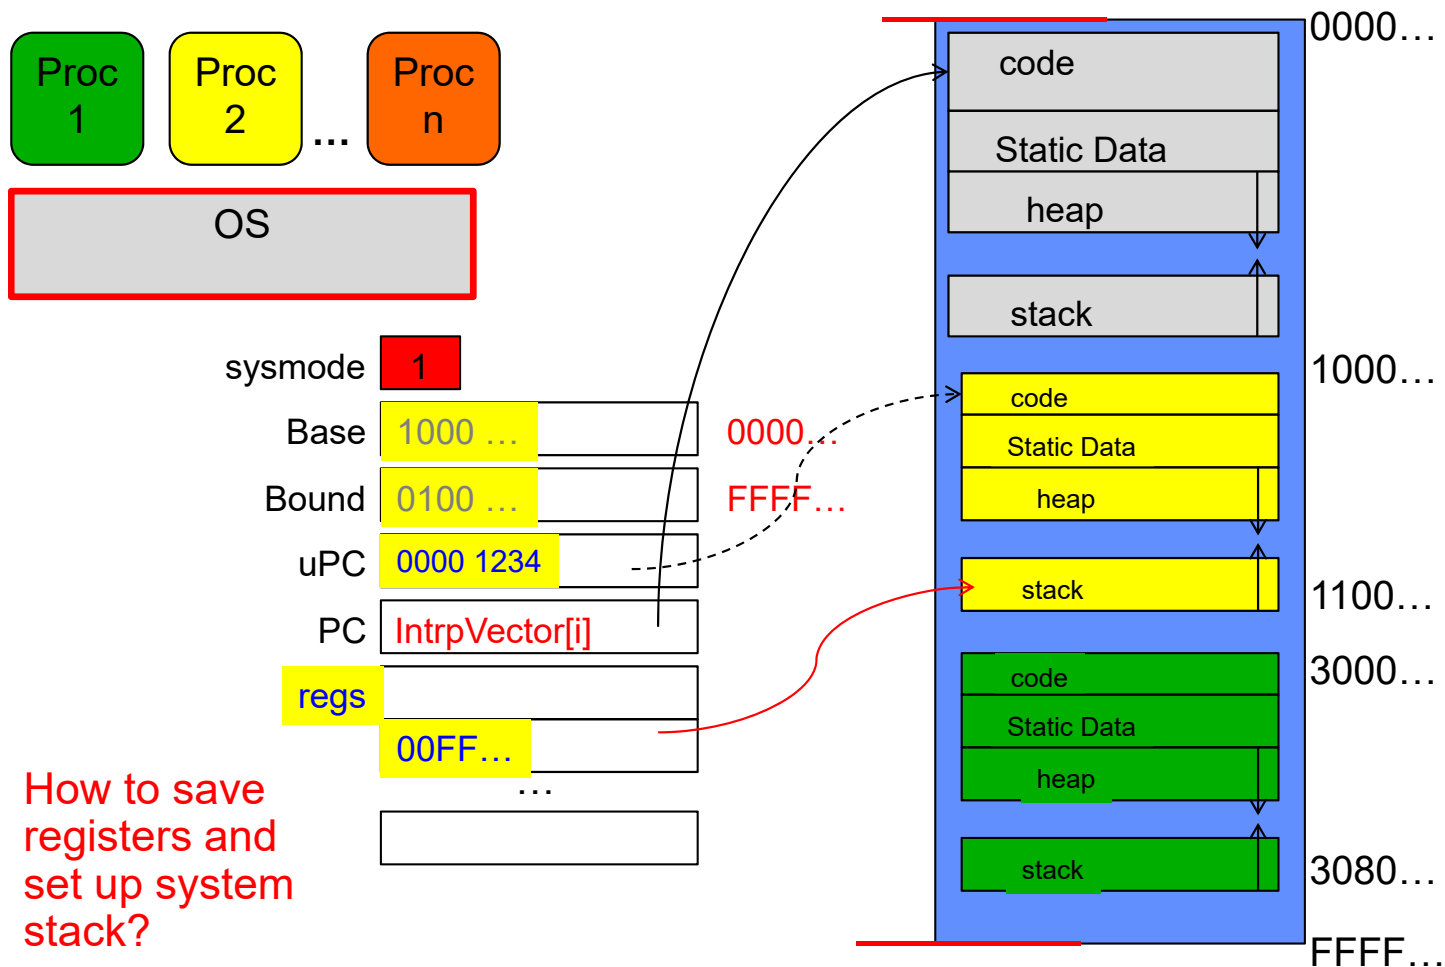 Proc
1
Proc
2
...
Proc
n
OS
sysmode 1
Base 1000 … 0000…
Bound 0100 … FFFF…
uPC 0000 1234
PC IntrpVector[i]
regs
00FF…
…
How to save
registers and
set up system
stack?
0000…
code
Static Data
heap
stack
1000…
code
Static Data
heap
stack
1100…
3000…
code
Static Data
heap
stack
3080…
FFFF…